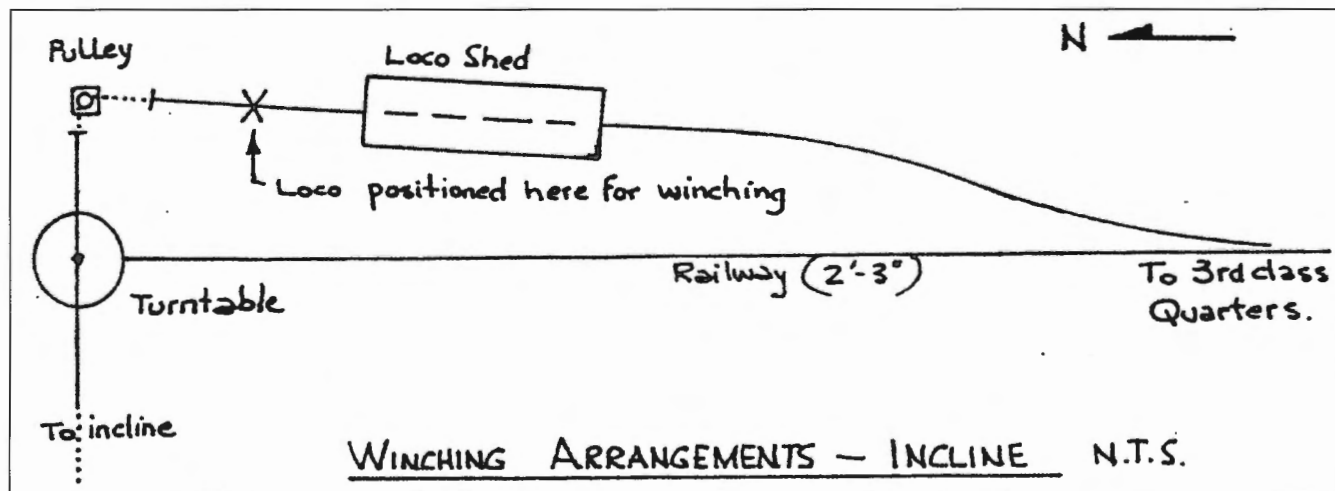 Pulley
Loco Shed
N
Loco positioned here for winching
Turntable
Railway (2'-3")
To 3rd class
Quarters.
To incline
WINCHING ARRANGEMENTS – INCLINE N.T.S.